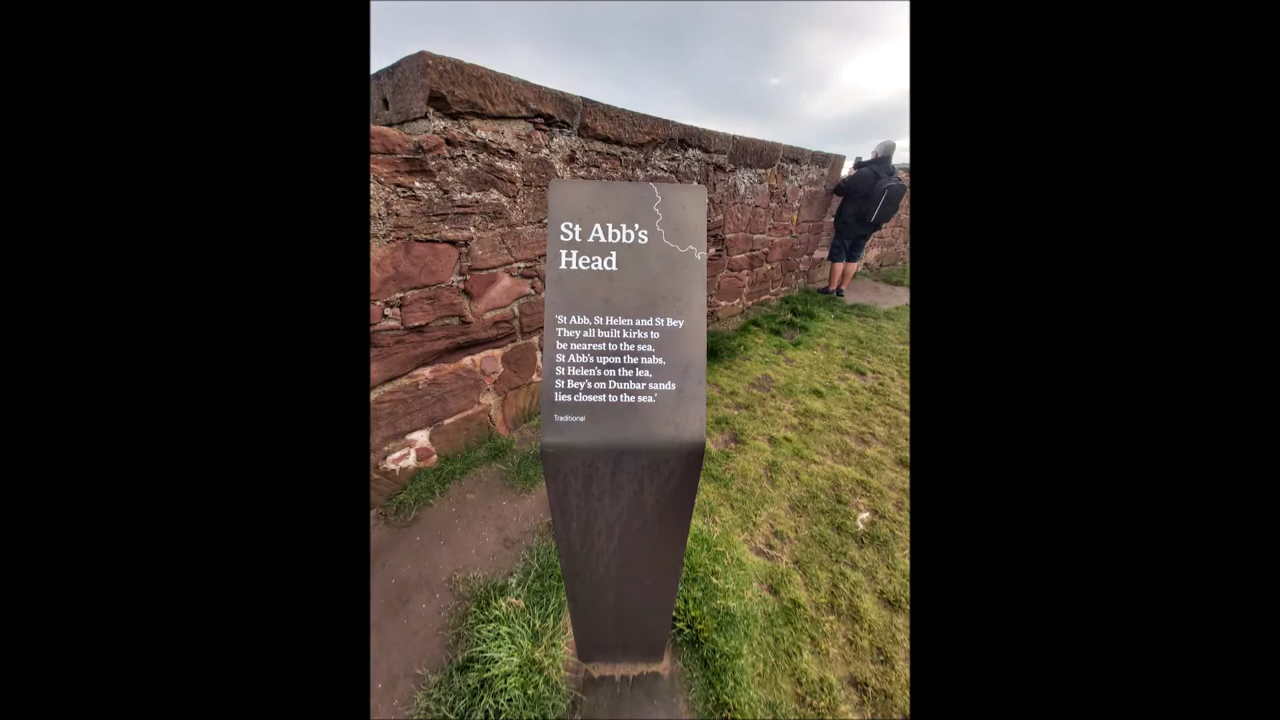 St Abb's
Head
'St Abb, St Helen and St Bey
They all built kirks to
be nearest to the sea,
St Abb's upon the nabs,
St Helen's on the lea,
St Bey's on Dunbar sands
lies closest to the sea.'
Traditional